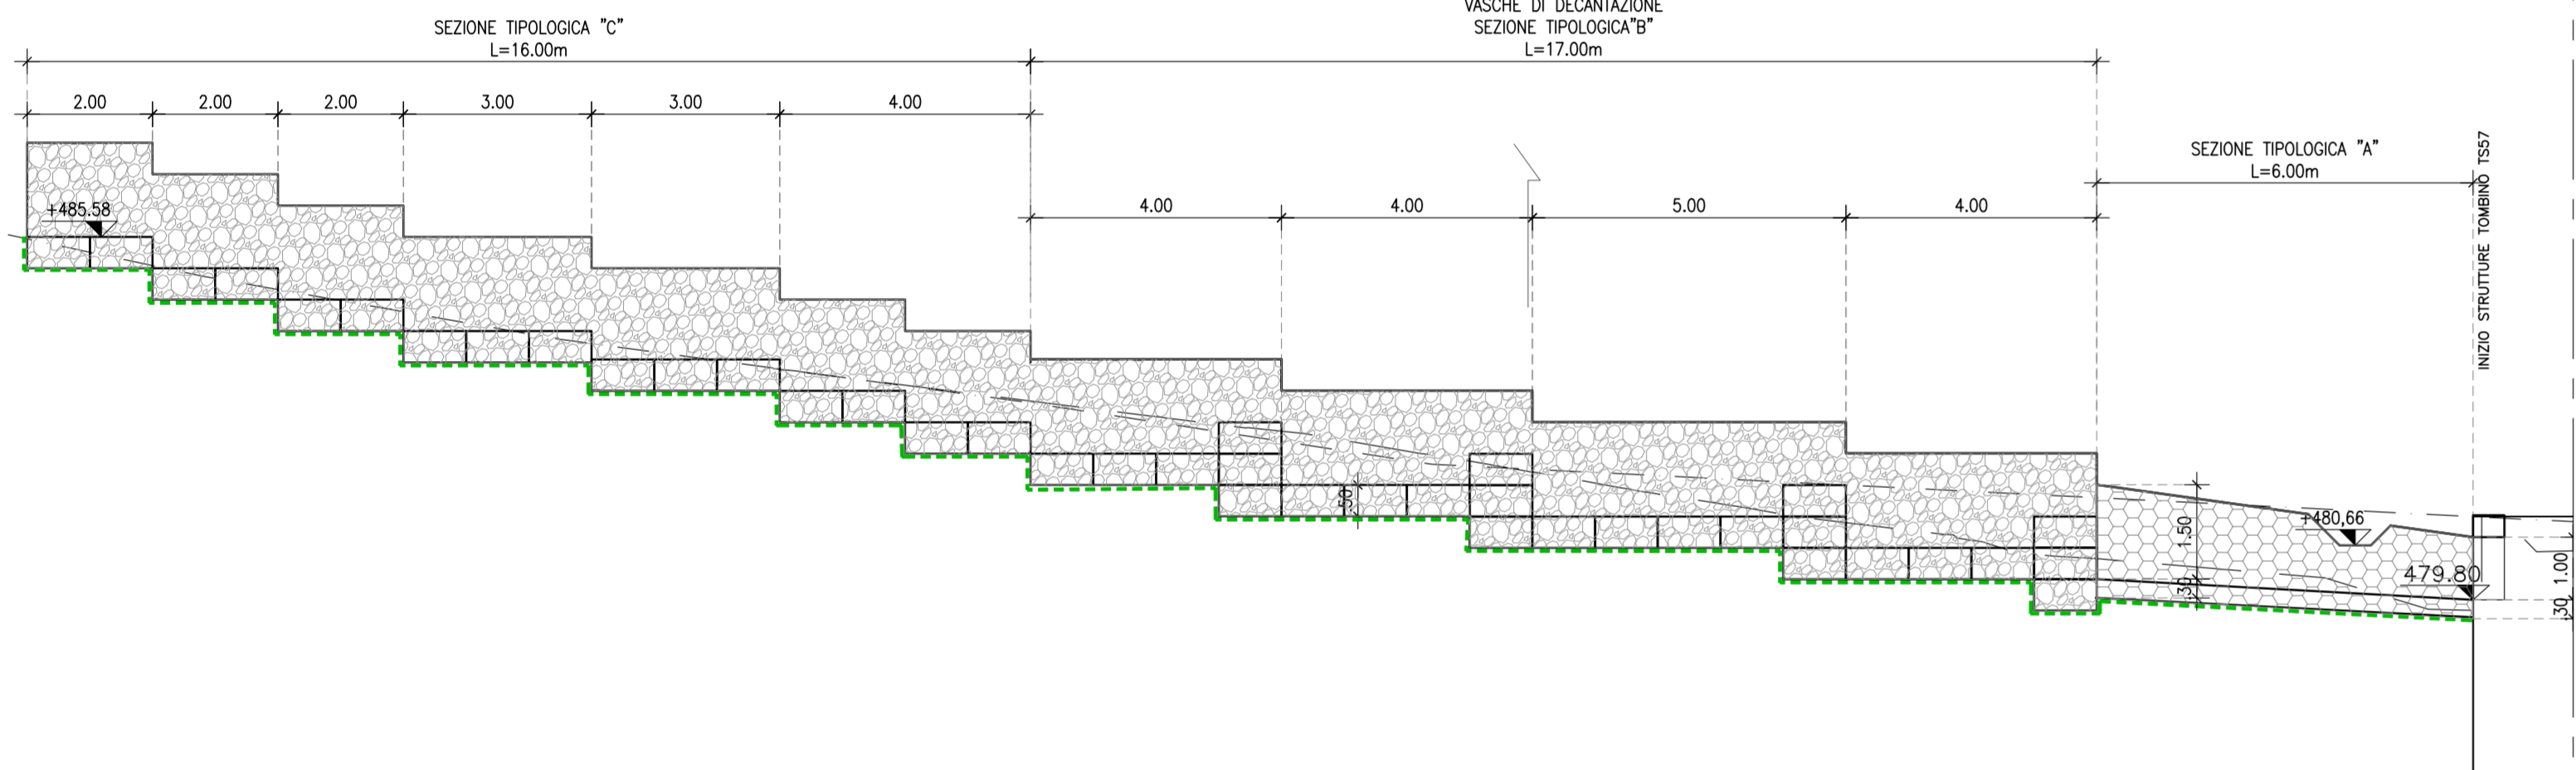 VASCHE DI DECANTAZIONE
SEZIONE TIPOLOGICA "C"
L=16.00m
SEZIONE TIPOLOGICA"B"
L=17.00m
2.00
2.00
2.00
3.00
3.00
4.00
SEZIONE TIPOLOGICA "A"
L=6.00m
INIZIO STRUTTURE TOMBINO TS57
4.00
4.00
5.00
4.00
+485.58
.50
1.50
.30
+480,66
479.80
1.00
.30